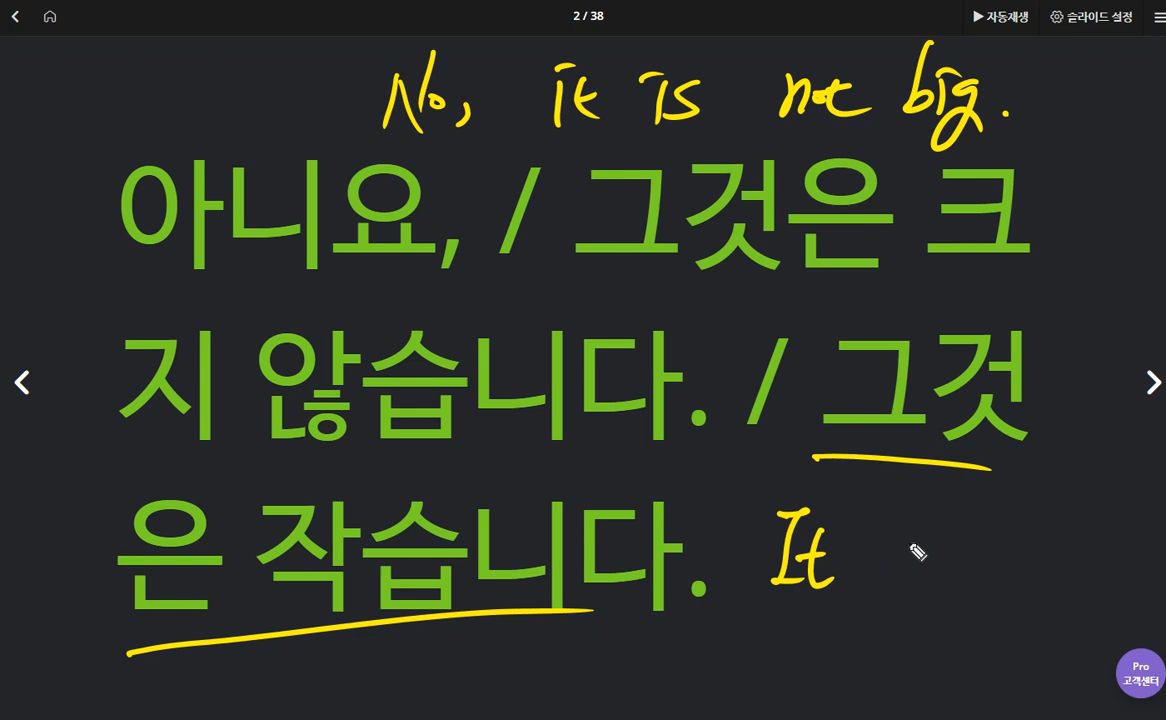 2 / 38
자동재생
슬라이드 설정
No, it is not big.
아니요, / 그것은 크
지 않습니다. / 그것
은 작습니다. It
Pro
고객센터